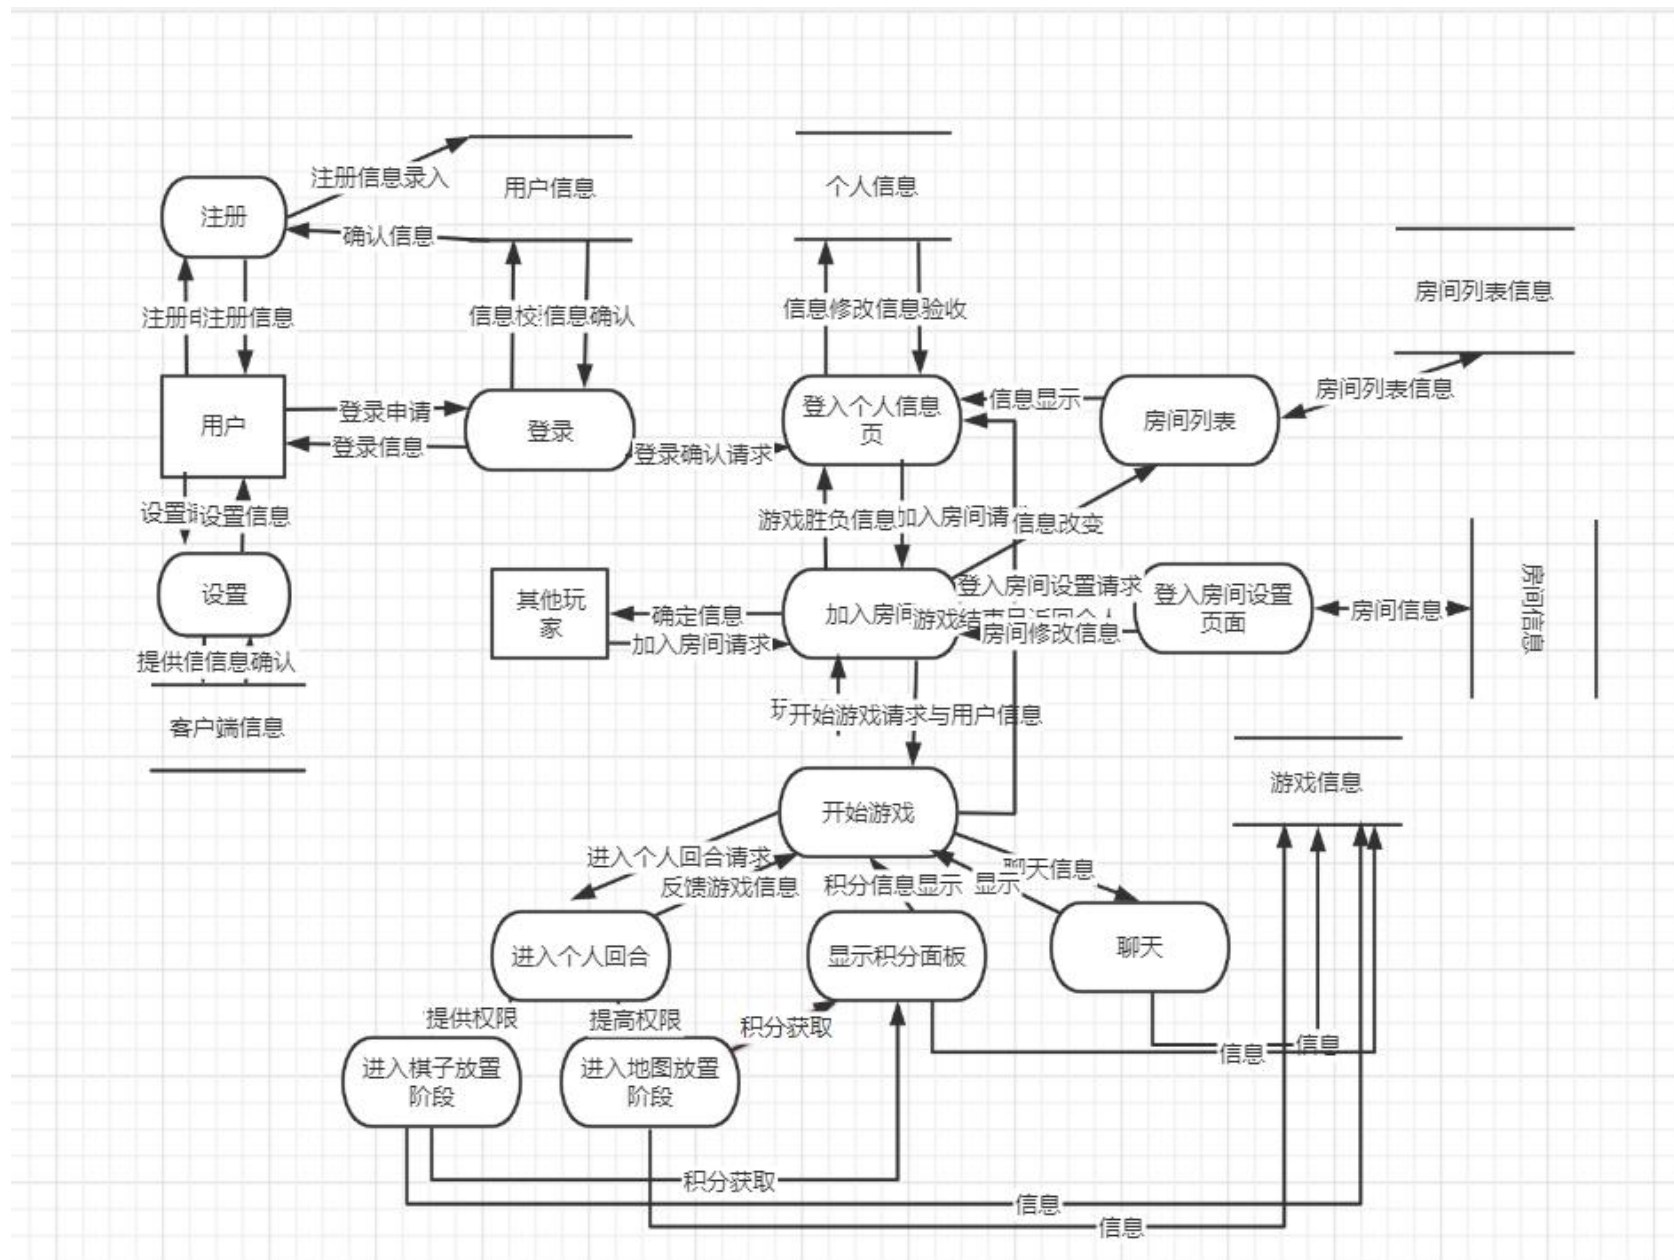 注册信息录入
用户信息
个人信息
注册
确认信息
房间列表信息
注册
注册信息
信息校
信息确认
信息修改
信息验收
用户
登录申请
登录信息
登录
登录确认请求
登入个人信息
页
信息显示
房间列表
房间列表信息
设置
设置信息
游戏胜负信息
加入房间请
信息改变
设置
其他玩
家
确定信息
加入房间请求
加入房间
登入房间设置请求
房间修改信息
登入房间设置
页面
房间信息
房间信息
提供信
信息确认
客户端信息
开始游戏请求与用户信息
游戏信息
开始游戏
进入个人回合请求
反馈游戏信息
积分信息显示
显示
聊天信息
进入个人回合
显示积分面板
聊天
提供权限
提高权限
积分获取
信息
信息
进入棋子放置
阶段
进入地图放置
阶段
积分获取
信息
信息